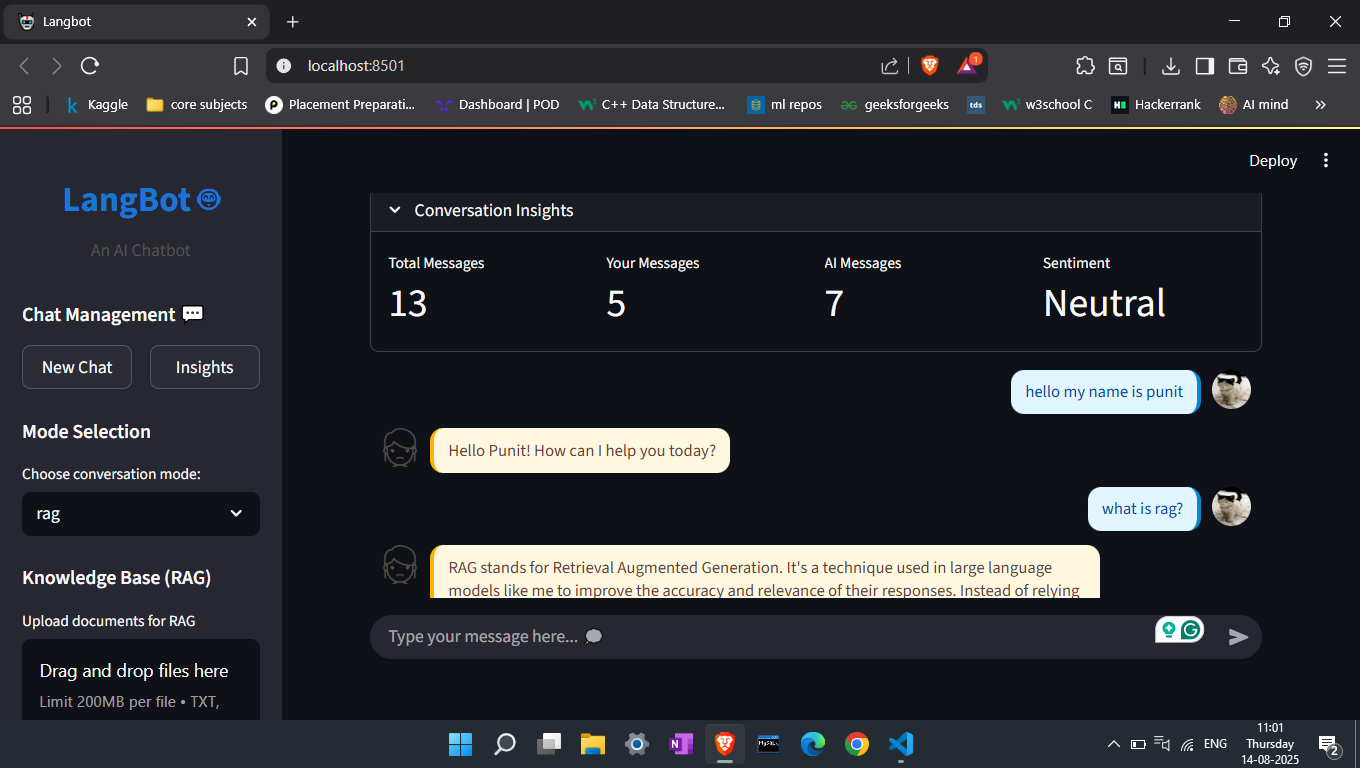 Langbot
localhost:8501
1
Kaggle
core subjects
Placement Preparati...
Dashboard | POD
C++ Data Structure...
ml repos
geeksforgeeks
tds
w3school C
Hackerrank
AI mind
Deploy
LangBot
An AI Chatbot
Chat Management
New Chat
Insights
Mode Selection
Choose conversation mode:
rag
Knowledge Base (RAG)
Upload documents for RAG
Drag and drop files here
Limit 200MB per file • TXT,
Conversation Insights
Total Messages
13
Your Messages
5
AI Messages
7
Sentiment
Neutral
hello my name is punit
Hello Punit! How can I help you today?
what is rag?
RAG stands for Retrieval Augmented Generation. It's a technique used in large language
models like me to improve the accuracy and relevance of their responses. Instead of relying
Type your message here...
ENG
11:01
Thursday
14-08-2025
2